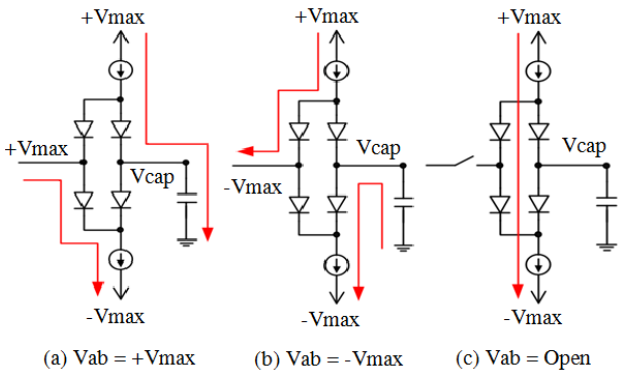 +Vmax +Vmax +Vmax
+Vmax Vcap Vcap
Vcap -Vmax
-Vmax -Vmax -Vmax
(a) Vab = +Vmax (b) Vab = -Vmax (c) Vab = Open